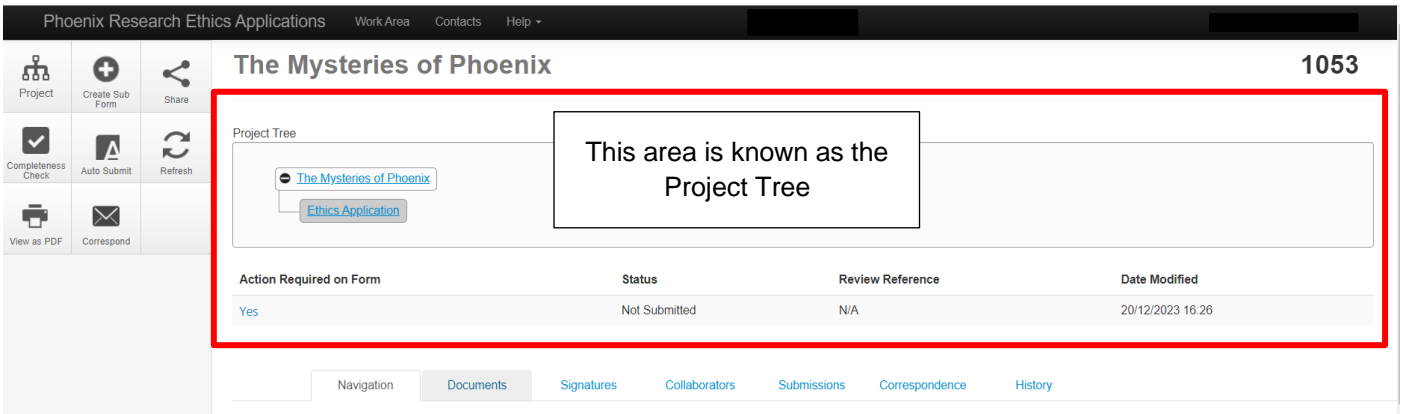 Phoenix Research Ethics Applications Work Area Contacts Help
Project
Create Sub
Form
Share
Completeness
Check
Auto Submit
Refresh
View as PDF
Correspond
The Mysteries of Phoenix 1053
Project Tree
The Mysteries of Phoenix
Ethics Application
This area is known as the
Project Tree
Action Required on Form Status Review Reference Date Modified
Yes Not Submitted N/A 20/12/2023 16:26
Navigation Documents Signatures Collaborators Submissions Correspondence History